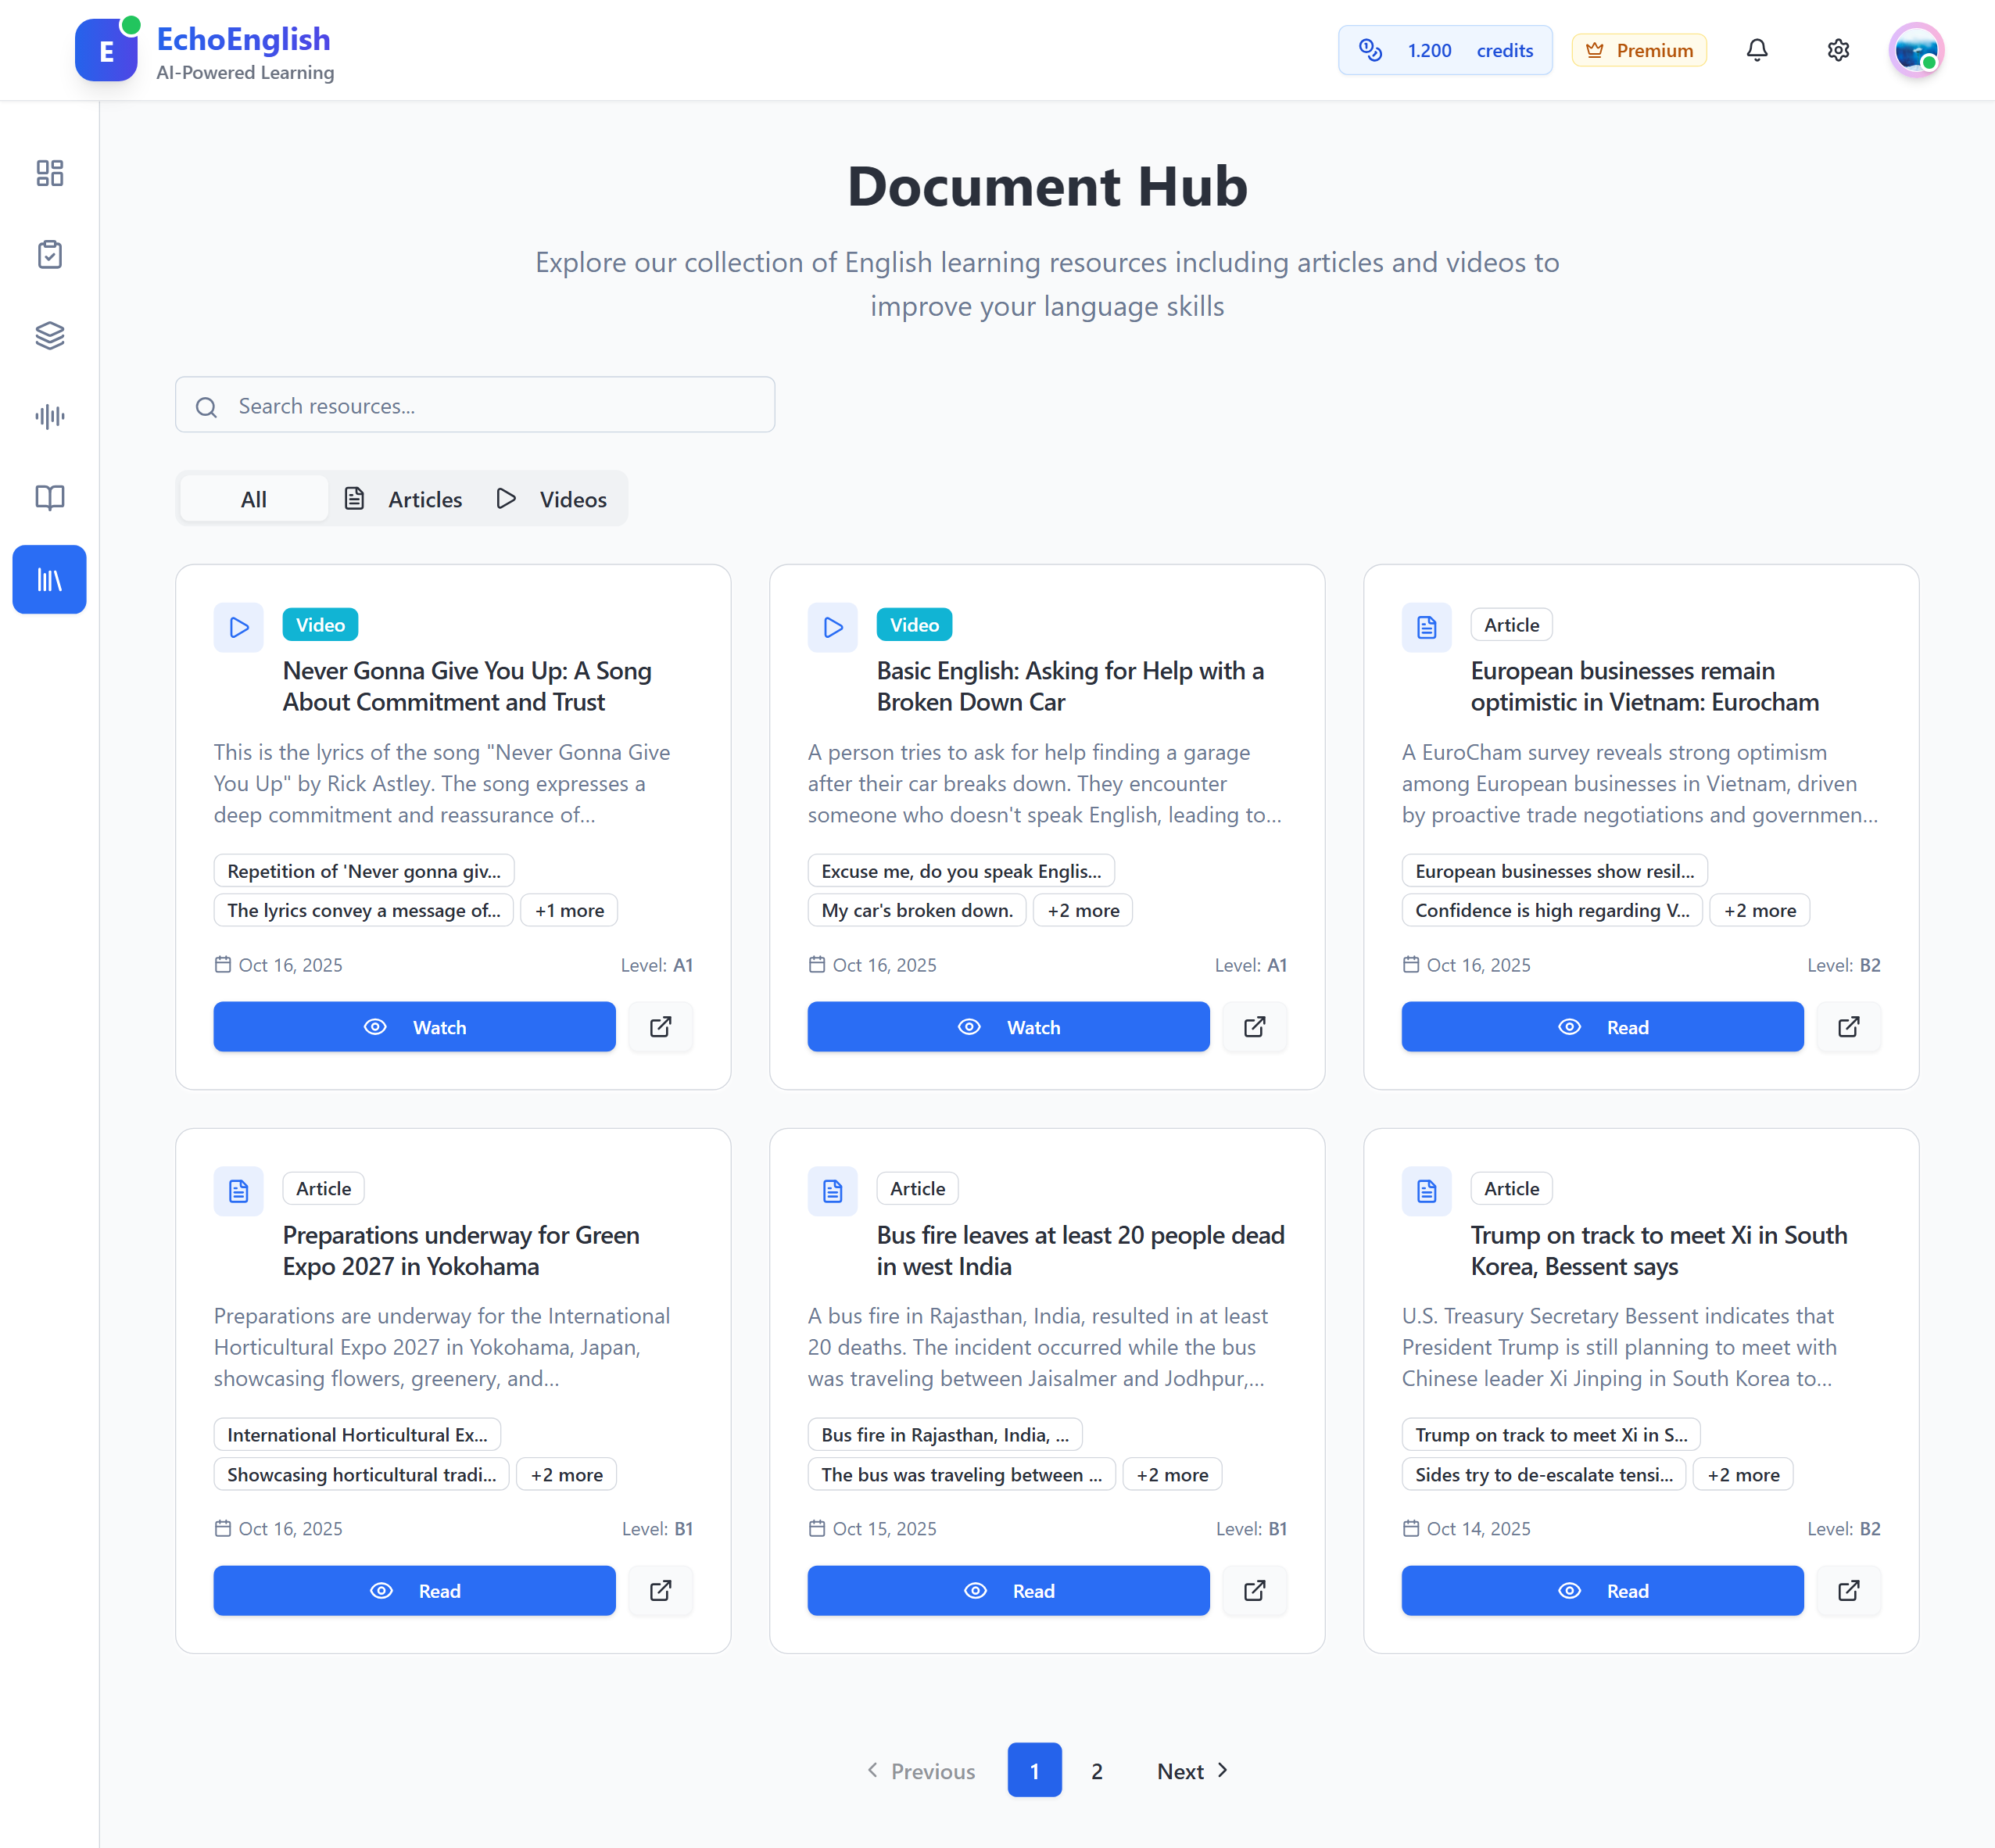 E
EchoEnglish
AI-Powered Learning
1.200 credits
Premium
Document Hub
Explore our collection of English learning resources including articles and videos to
improve your language skills
Search resources...
All
Articles
Videos
Video
Never Gonna Give You Up: A Song
About Commitment and Trust
This is the lyrics of the song "Never Gonna Give
You Up" by Rick Astley. The song expresses a
deep commitment and reassurance of...
Repetition of 'Never gonna giv...
The lyrics convey a message of...
+1 more
Oct 16, 2025
Level: A1
Watch
Video
Basic English: Asking for Help with a
Broken Down Car
A person tries to ask for help finding a garage
after their car breaks down. They encounter
someone who doesn't speak English, leading to...
Excuse me, do you speak Englis...
My car's broken down.
+2 more
Oct 16, 2025
Level: A1
Watch
Article
European businesses remain
optimistic in Vietnam: Eurocham
A EuroCham survey reveals strong optimism
among European businesses in Vietnam, driven
by proactive trade negotiations and governmen...
European businesses show resil...
Confidence is high regarding V...
+2 more
Oct 16, 2025
Level: B2
Read
Article
Preparations underway for Green
Expo 2027 in Yokohama
Preparations are underway for the International
Horticultural Expo 2027 in Yokohama, Japan,
showcasing flowers, greenery, and...
International Horticultural Ex...
Showcasing horticultural tradi...
+2 more
Oct 16, 2025
Level: B1
Read
Article
Bus fire leaves at least 20 people dead
in west India
A bus fire in Rajasthan, India, resulted in at least
20 deaths. The incident occurred while the bus
was traveling between Jaisalmer and Jodhpur,...
Bus fire in Rajasthan, India, ...
The bus was traveling between ...
+2 more
Oct 15, 2025
Level: B1
Read
Article
Trump on track to meet Xi in South
Korea, Bessent says
U.S. Treasury Secretary Bessent indicates that
President Trump is still planning to meet with
Chinese leader Xi Jinping in South Korea to...
Trump on track to meet Xi in S...
Sides try to de-escalate tensi...
+2 more
Oct 14, 2025
Level: B2
Read
Previous
1
2
Next